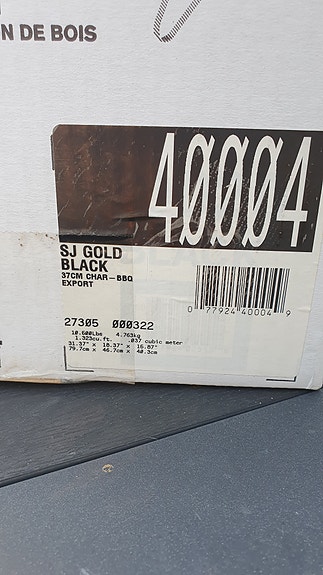 N DE BOIS
40004
SJ GOLD
BLACK
37CM CHAR-BBQ
EXPORT
0 77924 40004 9
27305 000322
10.500Lbs 4.763kg
1.323cu.ft. .037 cubic meter
31.37" x 18.37" x 16.87"
79.7cm x 46.7cm x 40.3cm